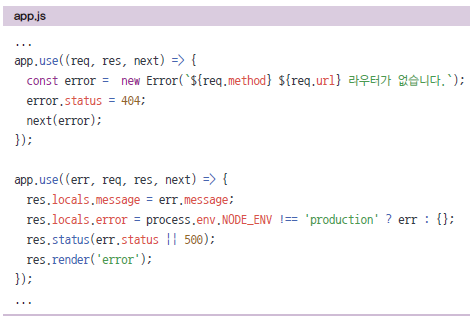 app.js
...
app.use((req, res, next) => {
  const error =  new Error(`${req.method} ${req.url} 라우터가 없습니다.`);
  error.status = 404;
  next(error);
});

app.use((err, req, res, next) => {
  res.locals.message = err.message;
  res.locals.error = process.env.NODE_ENV !== 'production' ? err : {};
  res.status(err.status || 500);
  res.render('error');
});
...